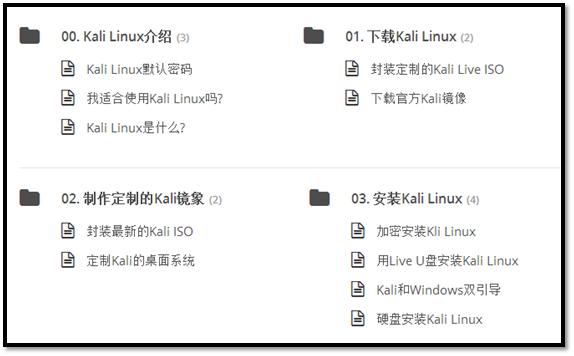 00. Kali Linux介绍 (3)
Kali Linux默认密码
我适合使用Kali Linux吗?
Kali Linux是什么?
01. 下载Kali Linux (2)
封装定制的Kali Live ISO
下载官方Kali镜像
02. 制作定制的Kali镜象 (2)
封装最新的Kali ISO
定制Kali的桌面系统
03. 安装Kali Linux (4)
加密安装Kli Linux
用Live U盘安装Kali Linux
Kali和Windows双引导
硬盘安装Kali Linux